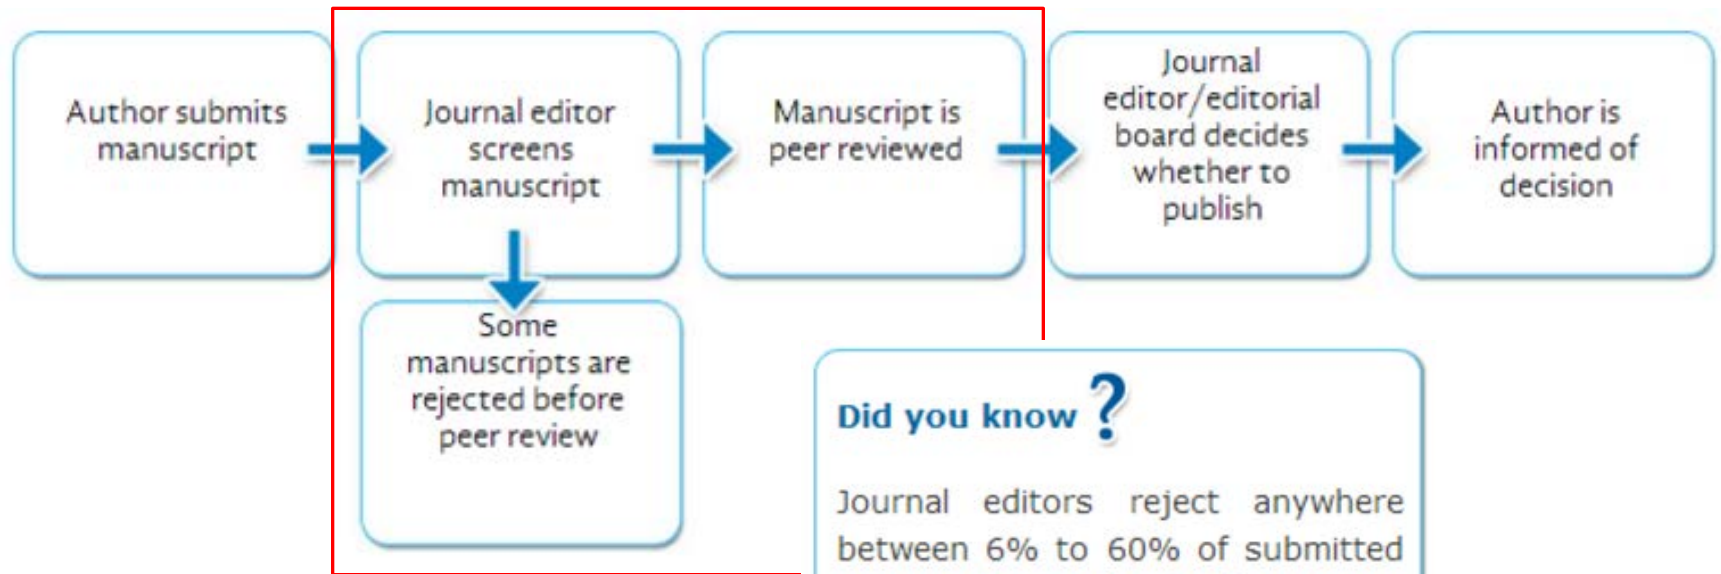 Author submits
manuscript
Journal editor
screens
manuscript
Manuscript is
peer reviewed
Journal
editor/editorial
board decides
whether to
publish
Author is
informed of
decision
Some
manuscripts are
rejected before
peer review
Did you know ?
Journal editors reject anywhere
between 6% to 60% of submitted